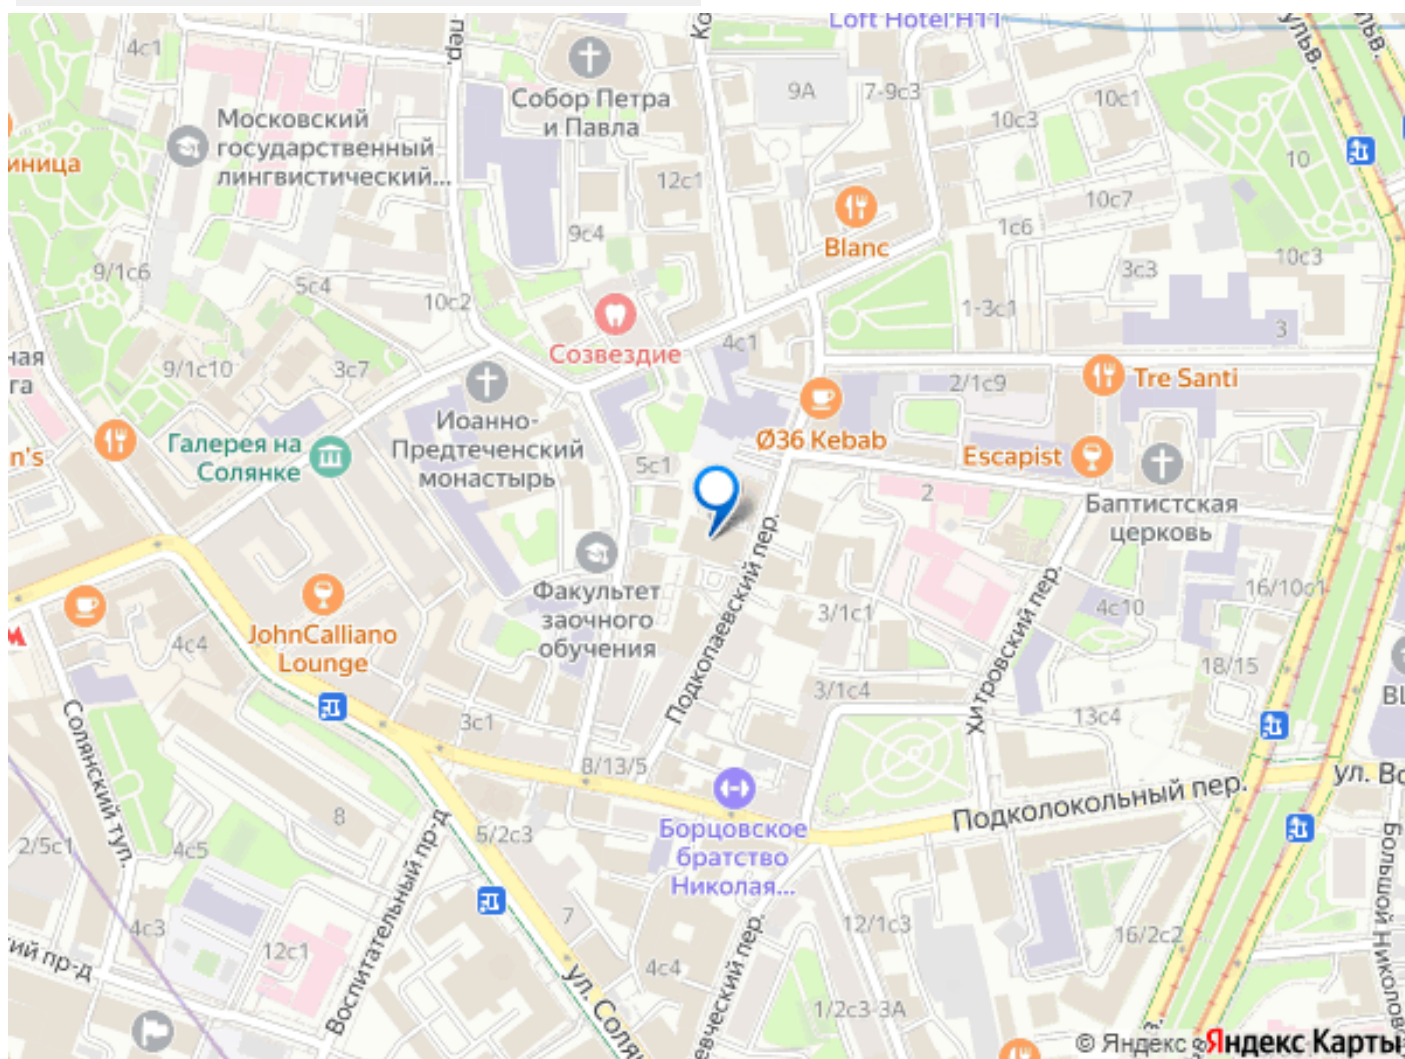 Loft Hotel H11
4с1
пер.
Собор Петра
и Павла
9А
7-9с3
10с1
10с3
Московский
государственный
лингвистический...
10
12с1
10с7
Blanc
1с6
9с4
10с3
3с3
9/1с6
5с4
10с2
1-3с1
3
Созвездие
4с1
9/1с10
3с7
2/1с9
Tre Santi
Иоанно-
Предтеченский
монастырь
Ø36 Kebab
Галерея на
Солянке
Escapist
5с1
2
Баптистская
церковь
Подкопаевский пер.
Факультет
заочного
обучения
16/10с1
3/1с1
4с10
Хитровский пер.
JohnCalliano
Lounge
4с4
18/15
3/1с4
13с4
3с1
Солянский туп.
8/13/5
Подколокольный пер.
8
5/2с3
Борцовское
братство
Николая...
2/5с1
4с5
Воспитательный пр-д
7
12/1с3
16/2с2
4с3
12с1
4с4
1/2с3-3А
© Яндекс
Яндекс Карты